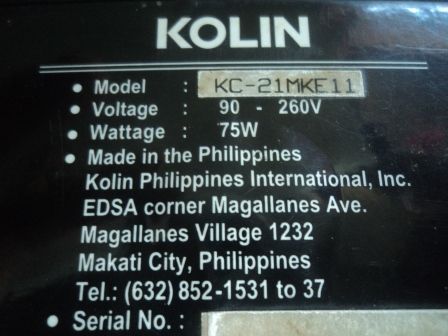 KOLIN
• Model : KC-21MKE11
• Voltage : 90 - 260V
• Wattage : 75W
• Made in the Philippines
Kolin Philippines International, Inc.
EDSA corner Magallanes Ave.
Magallanes Village 1232
Makati City, Philippines
Tel.: (632) 852-1531 to 37
• Serial No. :